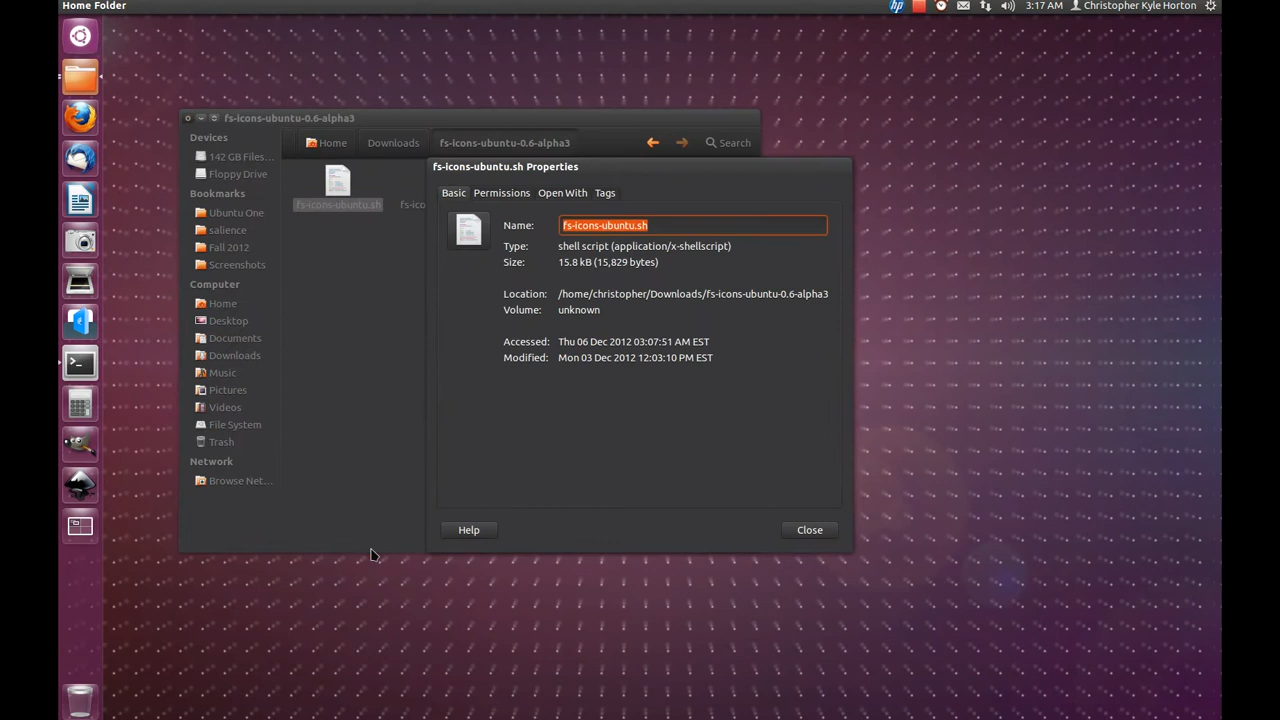 Home Folder
hp
3:17 AM
Christopher Kyle Horton
fs-icons-ubuntu-0.6-alpha3
Devices
142 GB Files...
Floppy Drive
Bookmarks
Ubuntu One
salience
Fall 2012
Screenshots
Computer
Home
Desktop
Documents
Downloads
Music
Pictures
Videos
File System
Trash
Network
Browse Net...
Home
Downloads
fs-icons-ubuntu-0.6-alpha3
Search
fs-icons-ubuntu.sh
fs-ico
fs-icons-ubuntu.sh Properties
Basic
Permissions
Open With
Tags
Name: fs-icons-ubuntu.sh
Type: shell script (application/x-shellscript)
Size: 15.8 kB (15,829 bytes)
Location: /home/christopher/Downloads/fs-icons-ubuntu-0.6-alpha3
Volume: unknown
Accessed: Thu 06 Dec 2012 03:07:51 AM EST
Modified: Mon 03 Dec 2012 12:03:10 PM EST
Help
Close